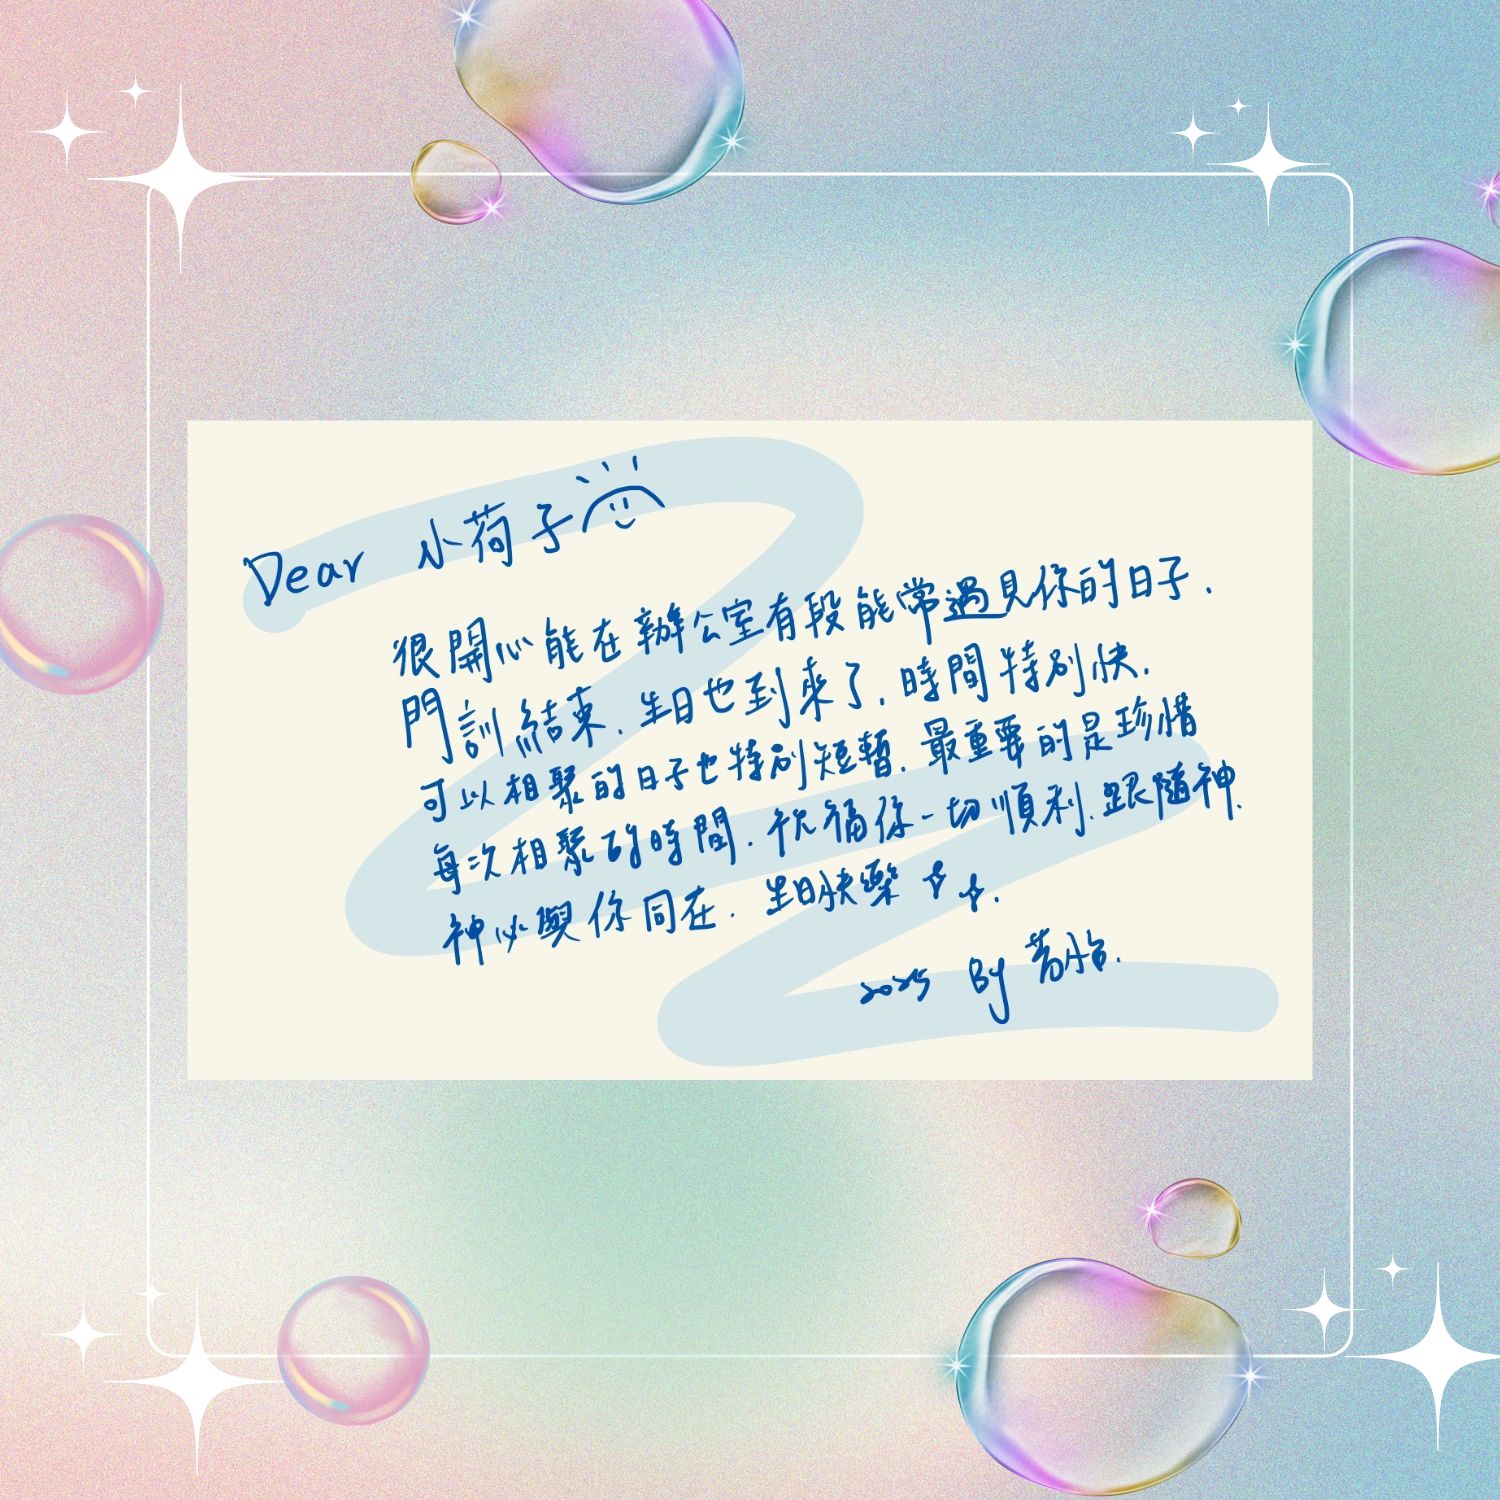 Dear 小荷子
很開心能在辦公室有段能常遇見你的日子.
門訓結束.生日也到來了.時間特別快.
可以相聚的日子也特別短暫.最重要的是珍惜
每次相聚的時間.祝福你一切順利.跟隨神.
神必與你同在.生日快樂
2025 By